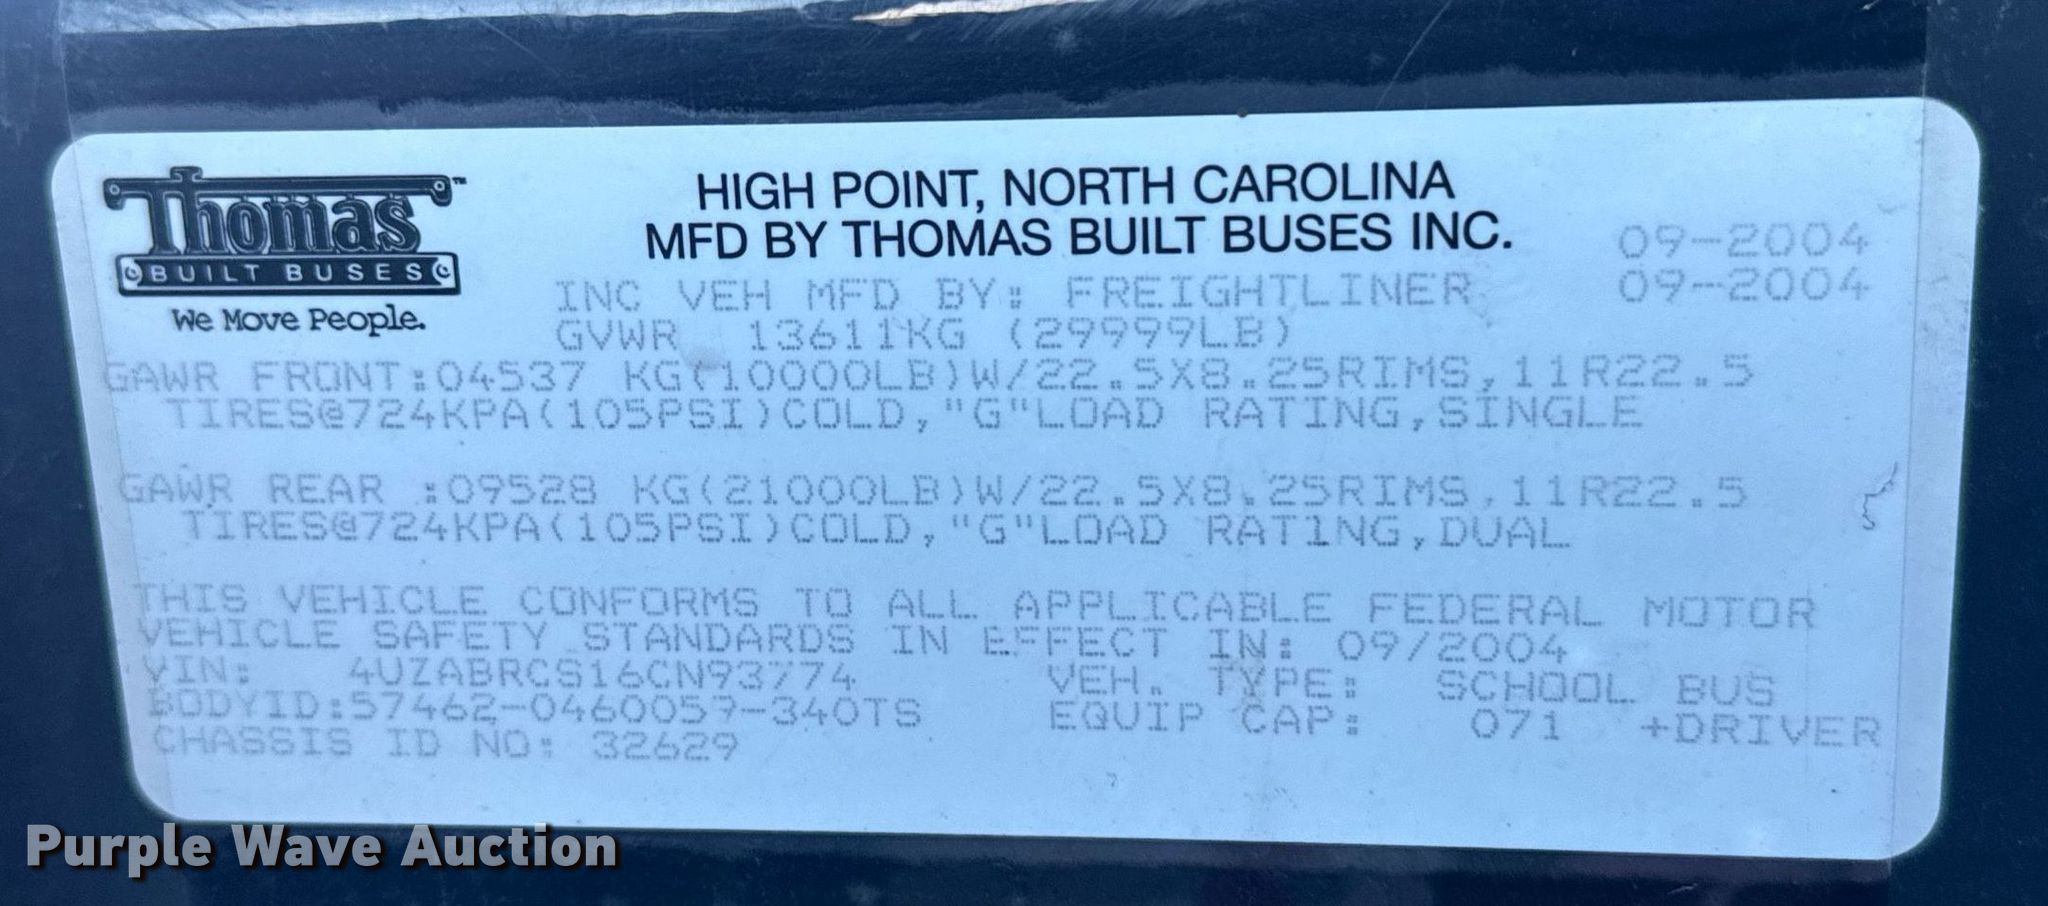 Thomas™
BUILT BUSES
We Move People.
HIGH POINT, NORTH CAROLINA
MFD BY THOMAS BUILT BUSES INC. 09-2004
INC VEH MFD BY: FREIGHTLINER 09-2004
GVWR 13611KG (29999LB)
GAWR FRONT:04537 KG(10000LB)W/22.5X8.25RIMS,11R22.5
TIRES@724KPA(105PSI)COLD,"G"LOAD RATING,SINGLE
GAWR REAR :09528 KG(21000LB)W/22.5X8.25RIMS,11R22.5
TIRES@724KPA(105PSI)COLD,"G"LOAD RATING,DUAL
THIS VEHICLE CONFORMS TO ALL APPLICABLE FEDERAL MOTOR
VEHICLE SAFETY STANDARDS IN EFFECT IN: 09/2004
VIN: 4UZABRCS16CN93774 VEH. TYPE: SCHOOL BUS
BODYID:57462-0460059-340TS EQUIP CAP: 071 +DRIVER
CHASSIS ID NO: 32629
Purple Wave Auction